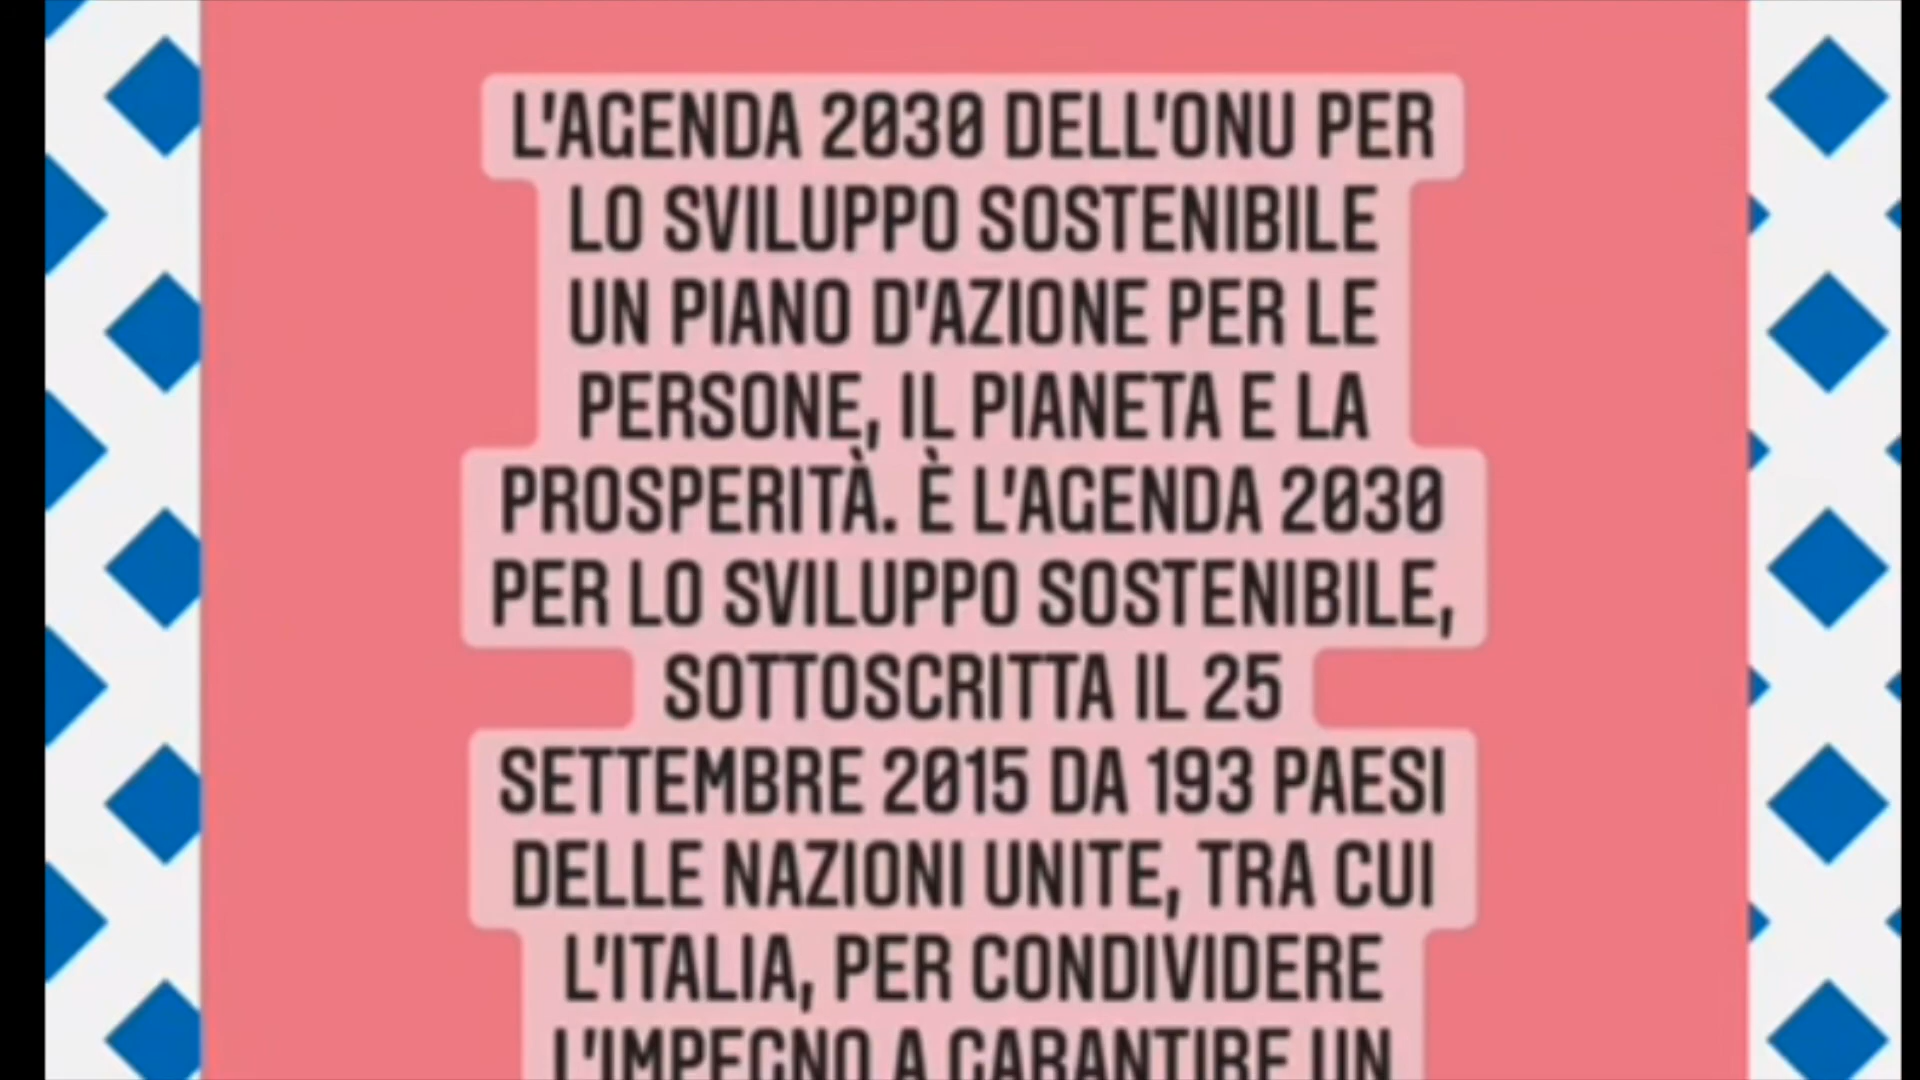 L'AGENDA 2030 DELL'ONU PER
LO SVILUPPO SOSTENIBILE
UN PIANO D'AZIONE PER LE
PERSONE, IL PIANETA E LA
PROSPERITÀ. È L'AGENDA 2030
PER LO SVILUPPO SOSTENIBILE,
SOTTOSCRITTA IL 25
SETTEMBRE 2015 DA 193 PAESI
DELLE NAZIONI UNITE, TRA CUI
L'ITALIA, PER CONDIVIDERE
L'IMPEGNO A GARANTIRE UN